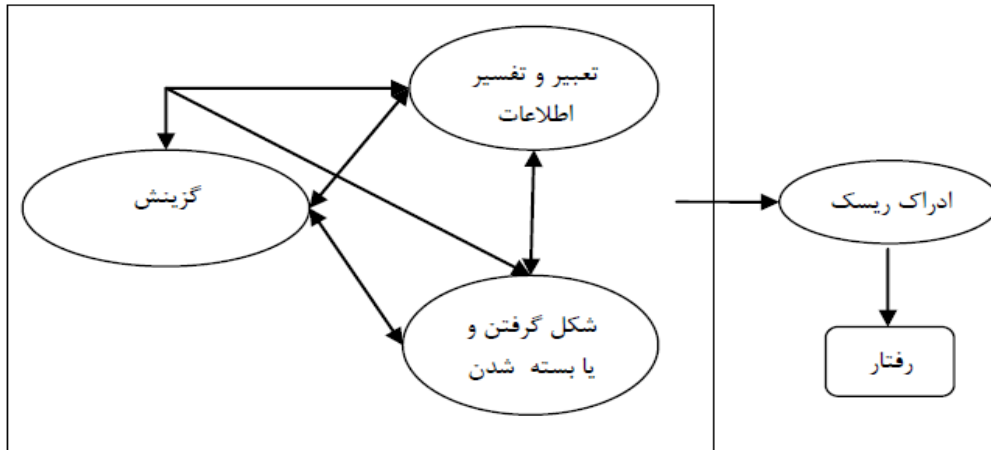 تعبیر و تفسیر
اطلاعات
گزینش
ادراک ریسک
شکل گرفتن و
یا بسته شدن
رفتار